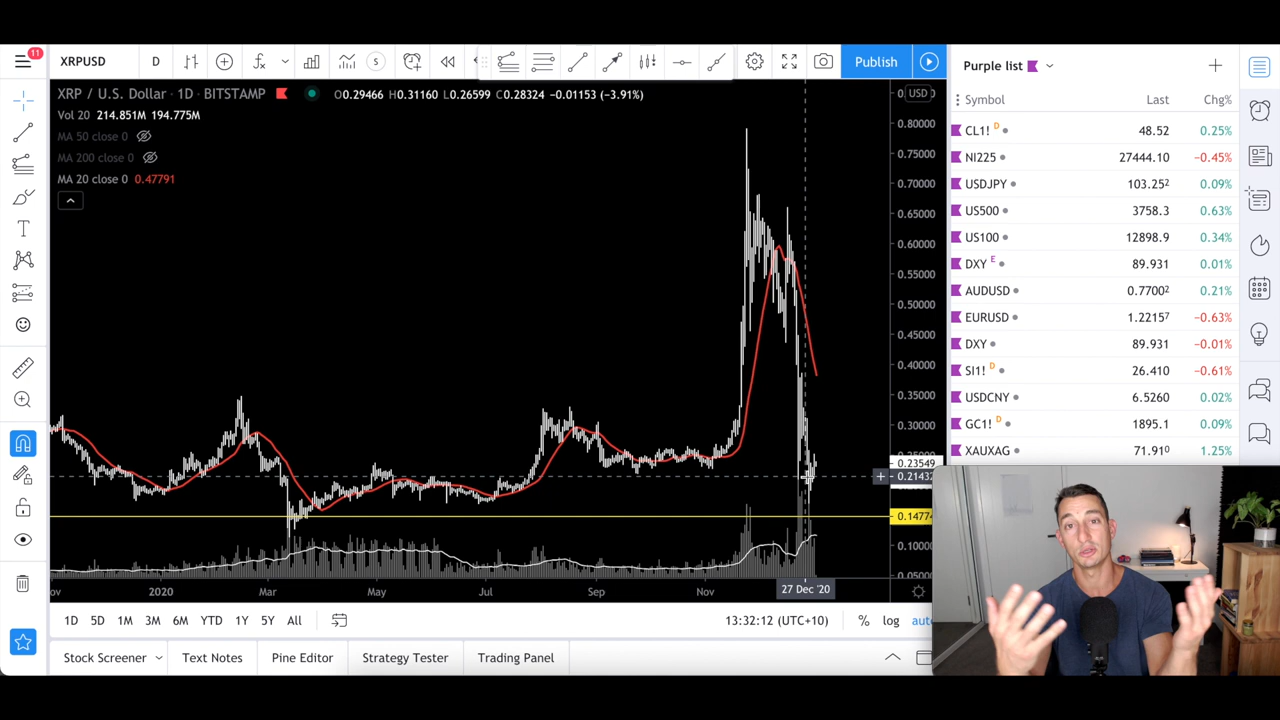 11
XRPUSD D Publish
Purple list
XRP / U.S. Dollar · 1D · BITSTAMP O0.29466 H0.31160 L0.26599 C0.28324 −0.01153 (−3.91%) USD
Vol 20 214.851M 194.775M
MA 50 close 0
MA 200 close 0
MA 20 close 0 0.47791
0.80000
0.75000
0.70000
0.65000
0.60000
0.55000
0.50000
0.45000
0.40000
0.35000
0.30000
0.23549
0.21432
0.14774
0.10000
Symbol Last Chg%
CL1! D 48.52 0.25%
NI225 27444.10 −0.45%
USDJPY 103.252 0.09%
US500 3758.3 0.63%
US100 12898.9 0.34%
DXY E 89.931 0.01%
AUDUSD 0.77002 0.21%
EURUSD 1.22157 −0.63%
DXY 89.931 −0.01%
SI1! D 26.410 −0.61%
USDCNY 6.5260 0.02%
GC1! D 1895.1 0.09%
XAUXAG 71.910 1.25%
2020 Mar May Jul Sep Nov 27 Dec '20
1D 5D 1M 3M 6M YTD 1Y 5Y All 13:32:12 (UTC+10) % log auto
Stock Screener Text Notes Pine Editor Strategy Tester Trading Panel